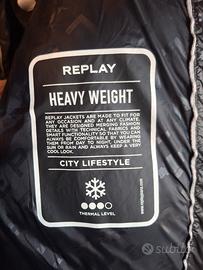 REPLAY
HEAVY WEIGHT
REPLAY JACKETS ARE MADE TO FIT FOR
ANY OCCASION AND AT ANY CLIMATE.
THEY ARE DESIGNED MERGING FASHION
DETAILS WITH TECHNICAL FABRICS AND
SMART FUNCTIONALITY SO THAT YOU CAN
ALWAYS BE COMFORTABLE BY WEARING
THEM FROM DAY TO NIGHT, UNDER THE
SUN OR RAIN AND ALWAYS KEEP A VERY
COOL LOOK.
CITY LIFESTYLE
THERMAL LEVEL
subito